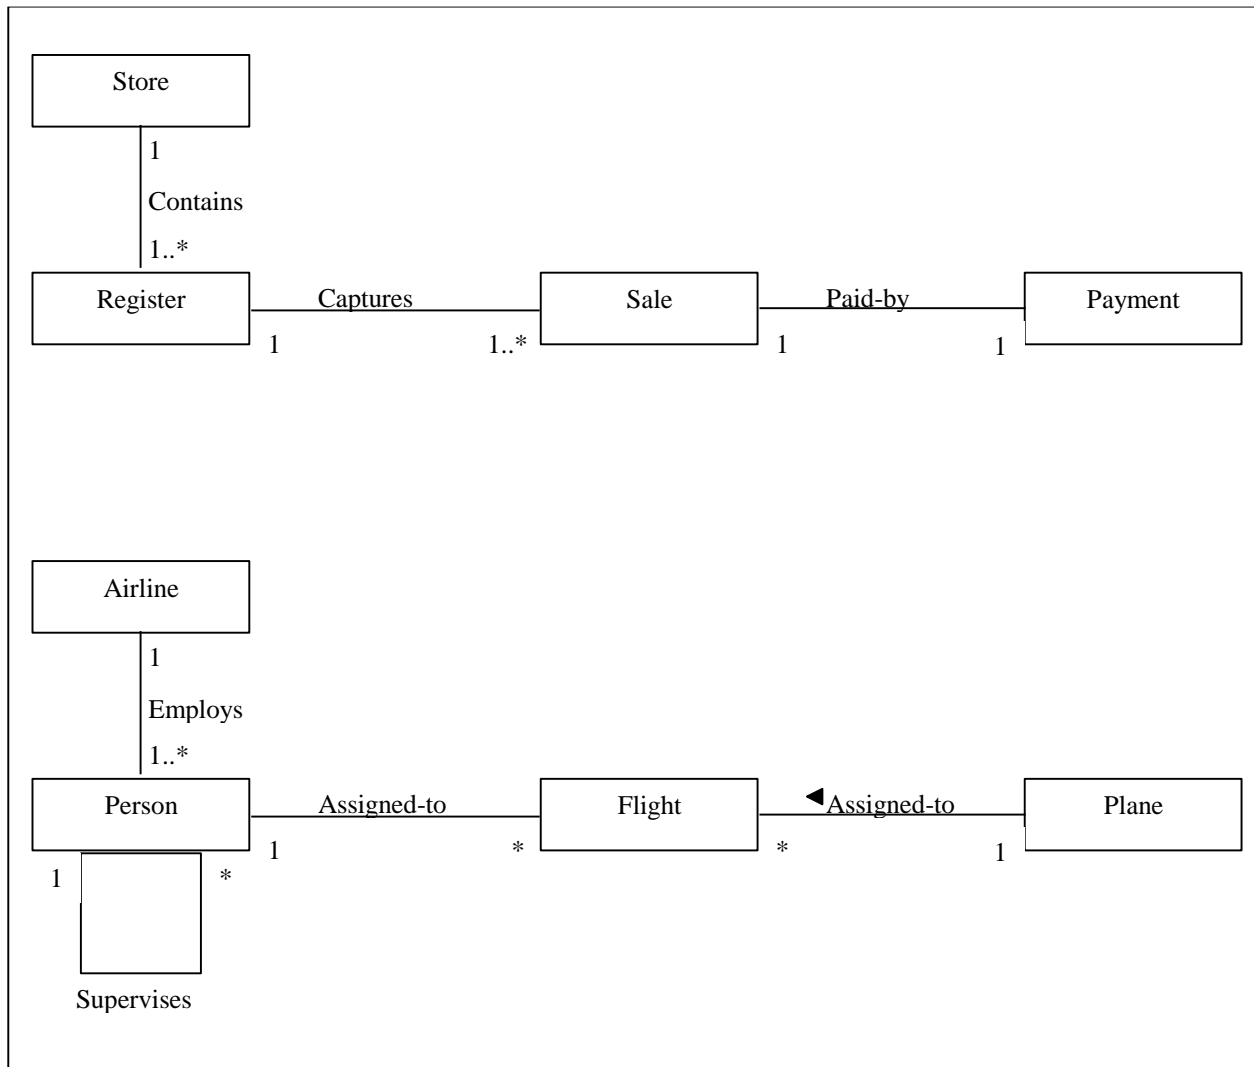 Store
1
Contains
1..*
Register Captures Sale Paid-by Payment
1 1..* 1 1
Airline
1
Employs
1..*
Person Assigned-to Flight Assigned-to Plane
1 * * 1
1 *
Supervises